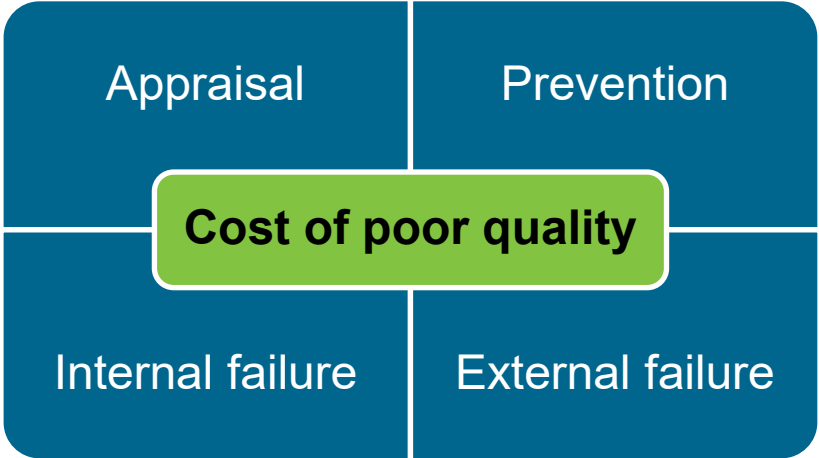 Appraisal
Prevention
Cost of poor quality
Internal failure
External failure